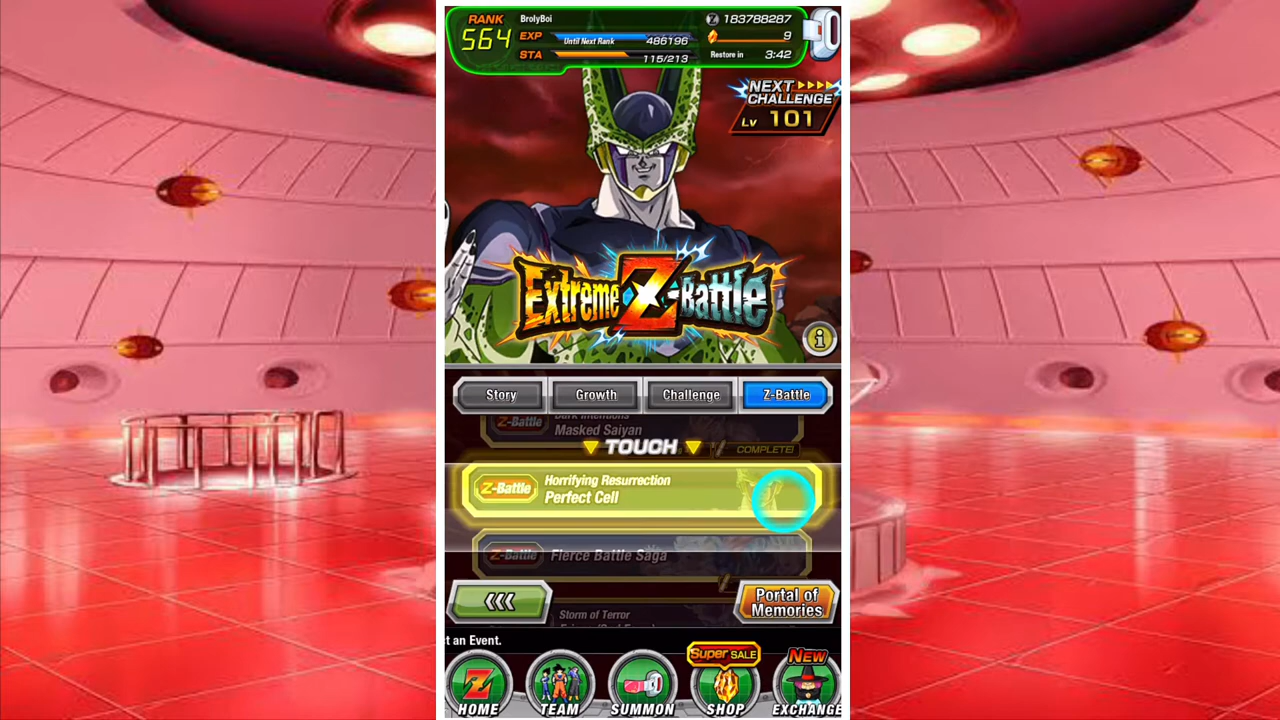 RANK
564
BrolyBoi
EXP
Until Next Rank
486196
STA
115/213
Z 183788287
9
Restore in
3:42
NEXT
CHALLENGE
Lv 101
Extreme
Z-Battle
Story
Growth
Challenge
Z-Battle
Z-Battle
Dark Intentions
Masked Saiyan
TOUCH
COMPLETE!
Z-Battle
Horrifying Resurrection
Perfect Cell
Z-Battle
Fierce Battle Saga
Storm of Terror
Portal of
Memories
t an Event.
Super SALE
New
HOME
TEAM
SUMMON
SHOP
EXCHANGE